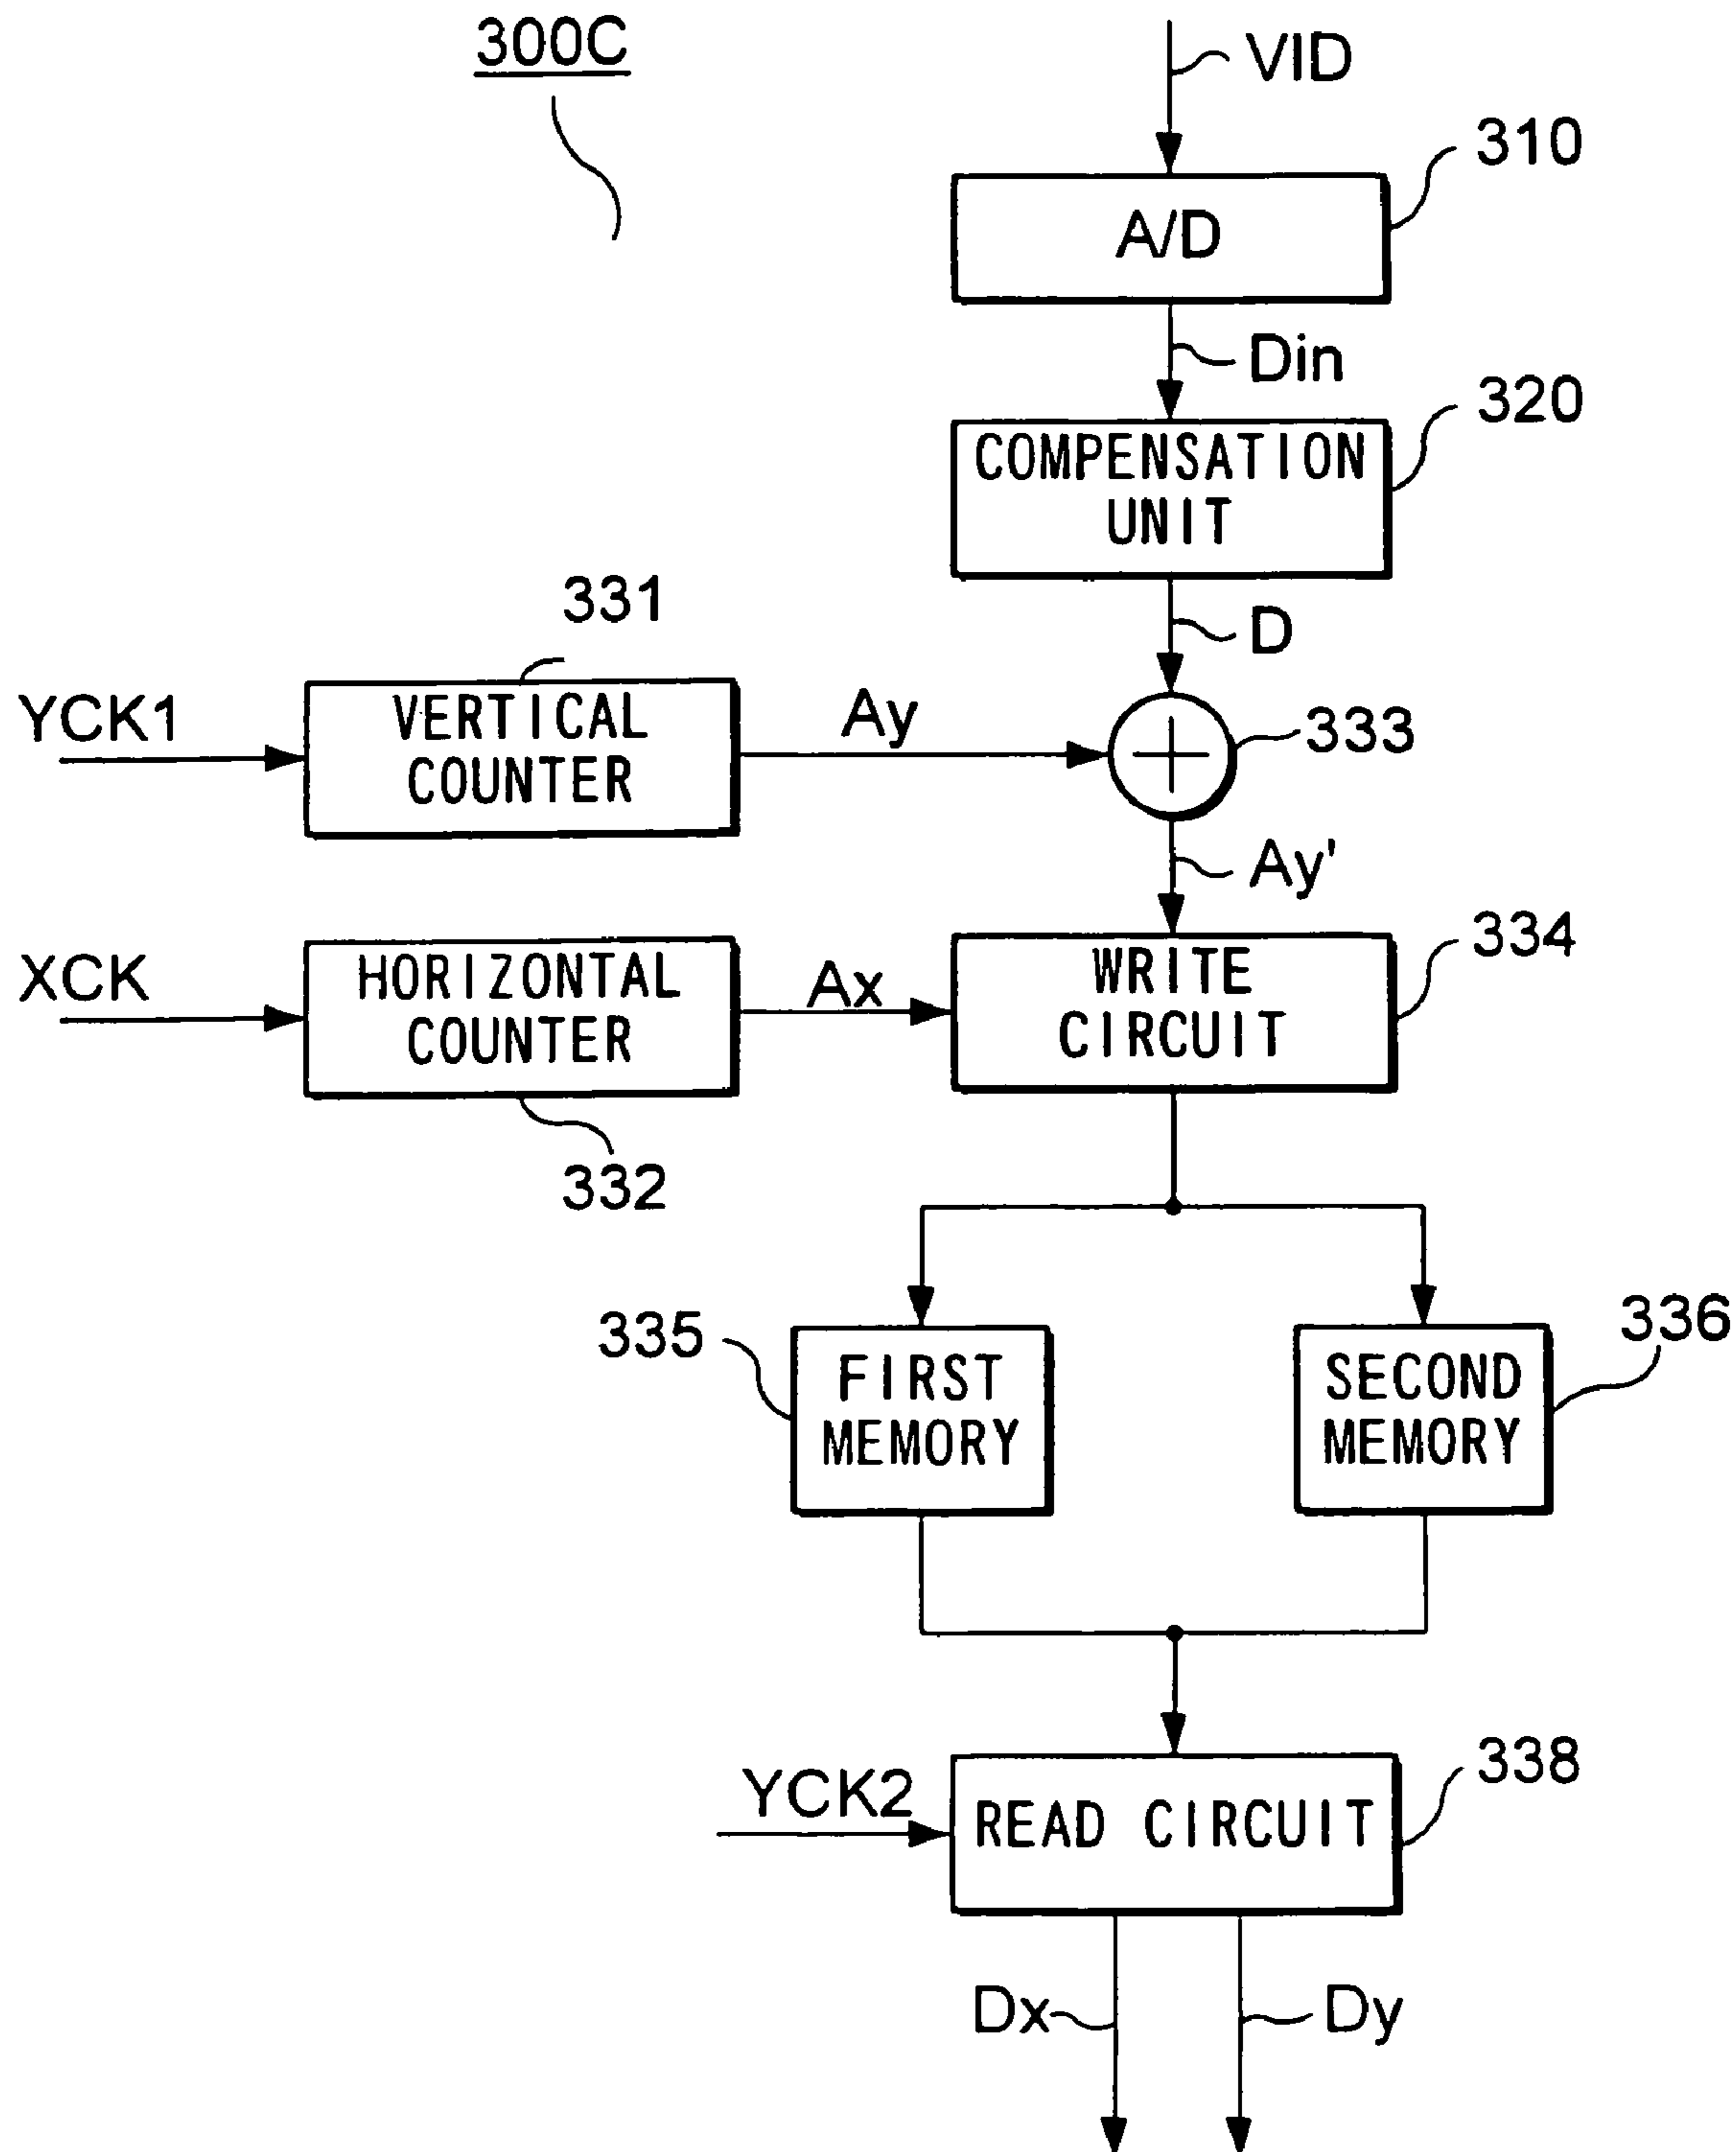 300C
VID
310
A/D
Din
320
COMPENSATION
UNIT
331
D
YCK1
VERTICAL
COUNTER
Ay
333
Ay'
XCK
HORIZONTAL
COUNTER
Ax
334
WRITE
CIRCUIT
332
335
FIRST
MEMORY
336
SECOND
MEMORY
338
YCK2
READ CIRCUIT
Dx
Dy